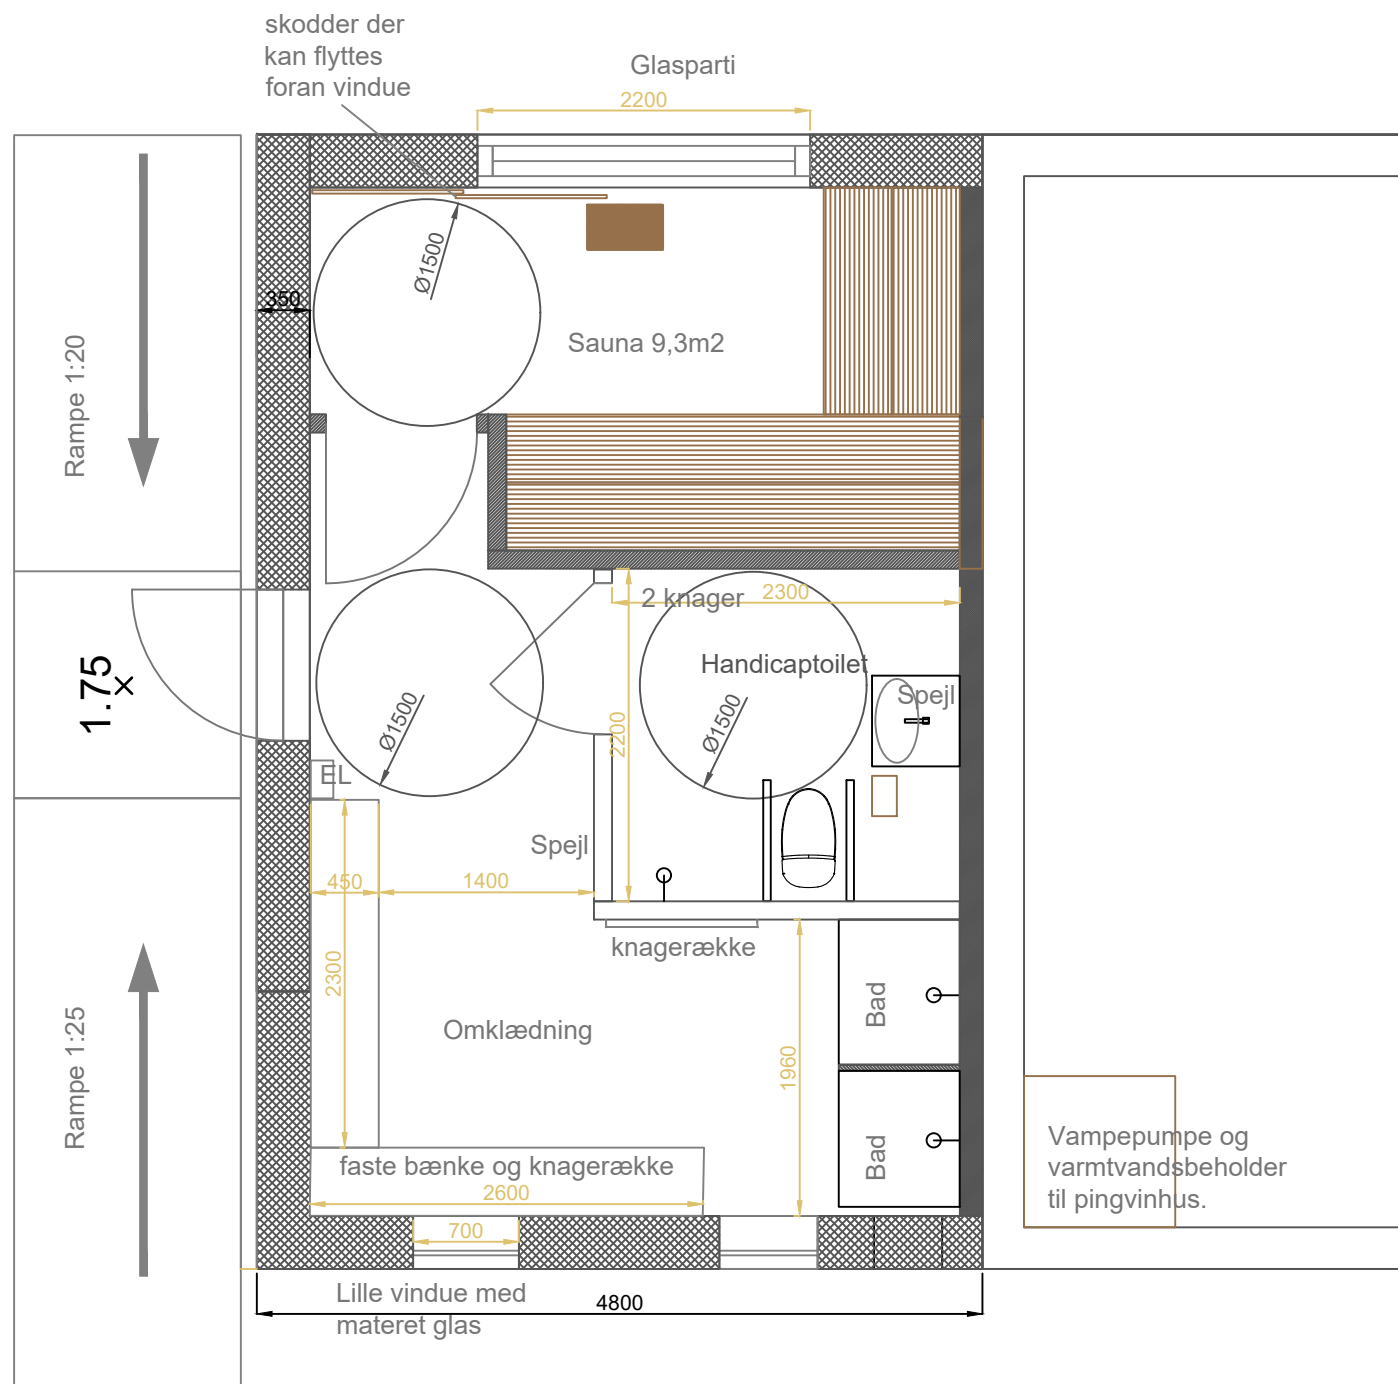 skodder der
kan flyttes
foran vindue
Glasparti
2200
Ø1500
350
Sauna 9,3m2
Rampe 1:20
2 knager
2300
Handicaptoilet
Spejl
1.75
Ø1500
Ø1500
2200
EL
Spejl
450
1400
knagerække
2300
Bad
Omklædning
1960
Rampe 1:25
Bad
Vampepumpe og
varmtvandsbeholder
til pingvinhus.
faste bænke og knagerække
2600
700
Lille vindue med
materet glas
4800